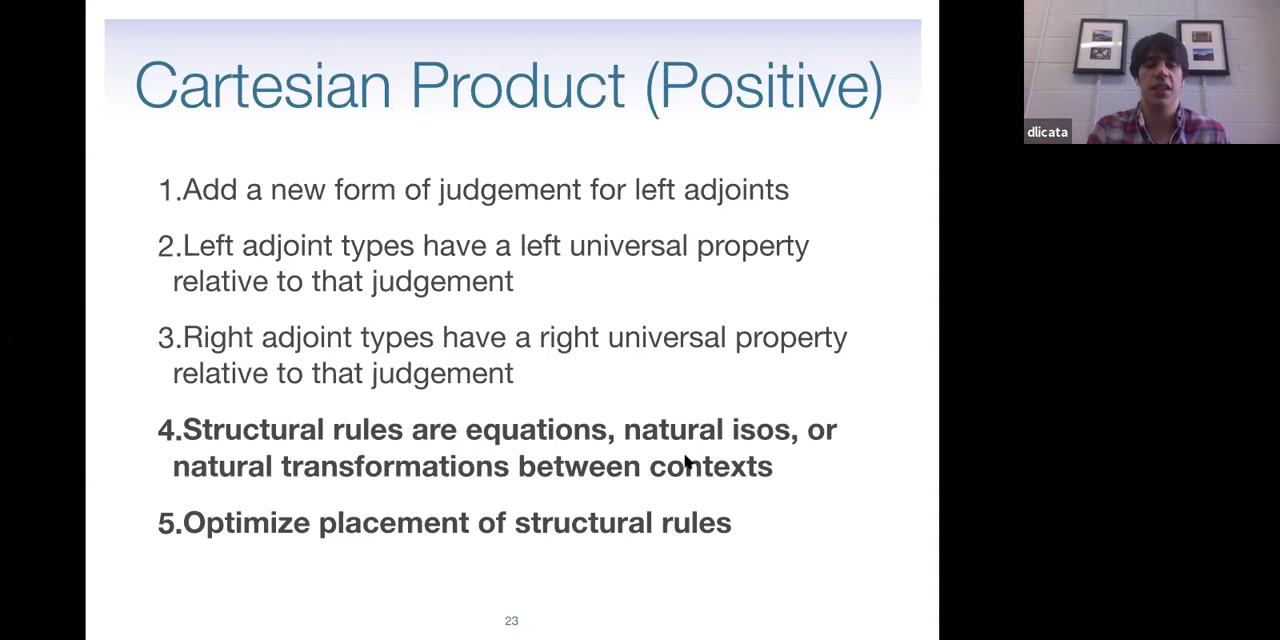 Cartesian Product (Positive)
1.Add a new form of judgement for left adjoints
2.Left adjoint types have a left universal property
relative to that judgement
3.Right adjoint types have a right universal property
relative to that judgement
4.Structural rules are equations, natural isos, or
natural transformations between contexts
5.Optimize placement of structural rules
23
dlicata